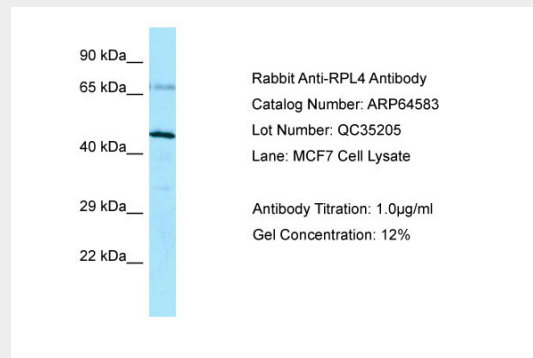 90 kDa__
65 kDa__
40 kDa__
29 kDa__
22 kDa__
Rabbit Anti-RPL4 Antibody
Catalog Number: ARP64583
Lot Number: QC35205
Lane: MCF7 Cell Lysate
Antibody Titration: 1.0µg/ml
Gel Concentration: 12%